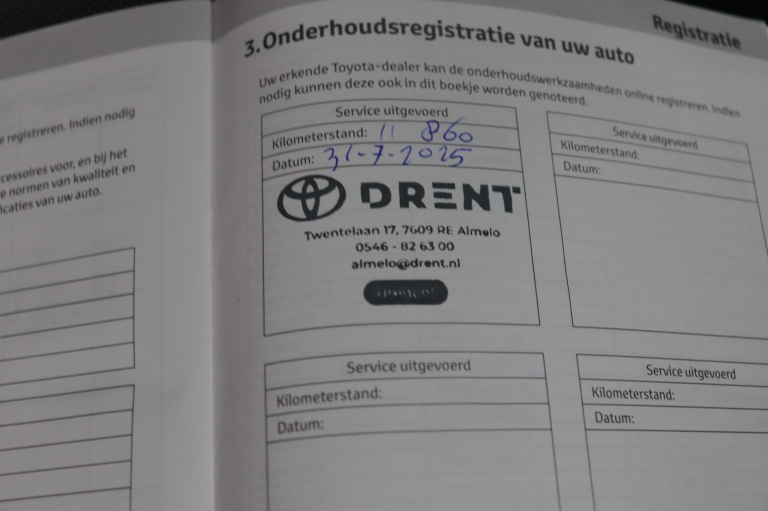 e registreren. Indien nodig
cessoires voor, en bij het
e normen van kwaliteit en
icaties van uw auto.
Registratie
3.Onderhoudsregistratie van uw auto
Uw erkende Toyota-dealer kan de onderhoudswerkzaamheden online registreren. Indien
nodig kunnen deze ook in dit boekje worden genoteerd.
Service uitgevoerd
Kilometerstand: 11 860
Datum: 31-7-2025
DRENT
Twentelaan 17, 7609 RE Almelo
0546 - 82 63 00
almelo@drent.nl
Service uitgevoerd
Kilometerstand:
Datum:
Service uitgevoerd
Kilometerstand:
Datum:
Service uitgevoerd
Kilometerstand:
Datum: